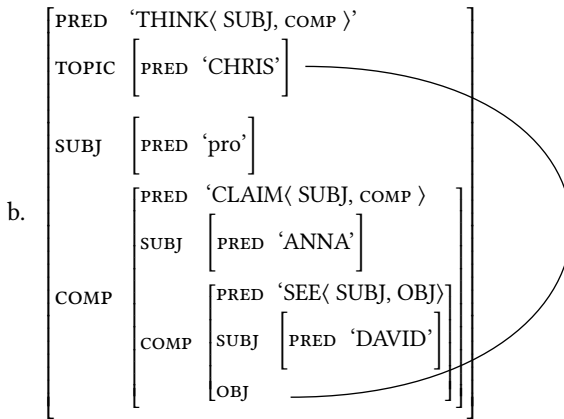 PRED ‘THINK⟨ SUBJ, COMP ⟩’
TOPIC [PRED ‘CHRIS’]
SUBJ [PRED ‘pro’]
b.
PRED ‘CLAIM⟨ SUBJ, COMP ⟩
SUBJ [PRED ‘ANNA’]
COMP
PRED ‘SEE⟨ SUBJ, OBJ⟩
COMP SUBJ [PRED ‘DAVID’]
OBJ